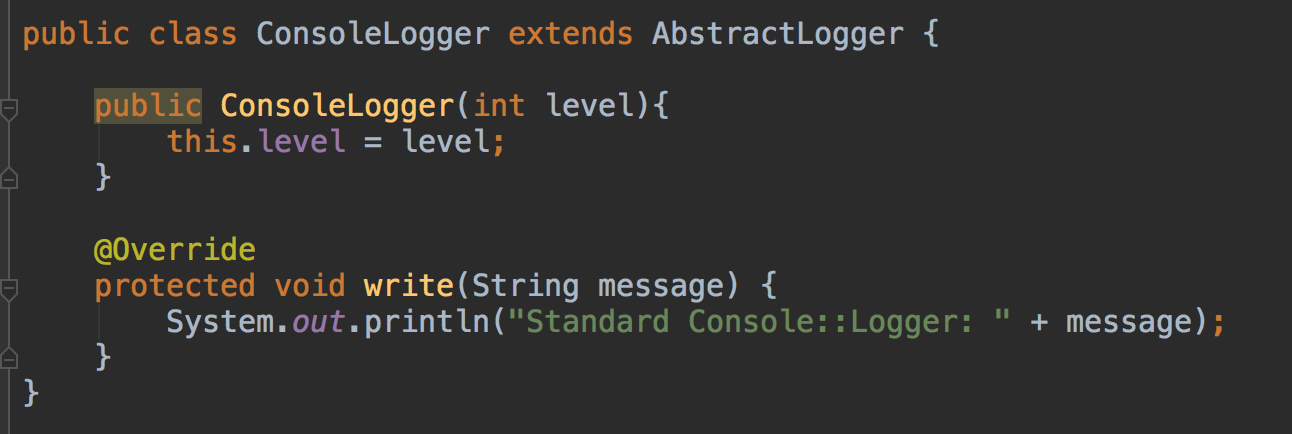 public class ConsoleLogger extends AbstractLogger {
public ConsoleLogger(int level){
this.level = level;
}
@Override
protected void write(String message) {
System.out.println("Standard Console::Logger: " + message);
}
}